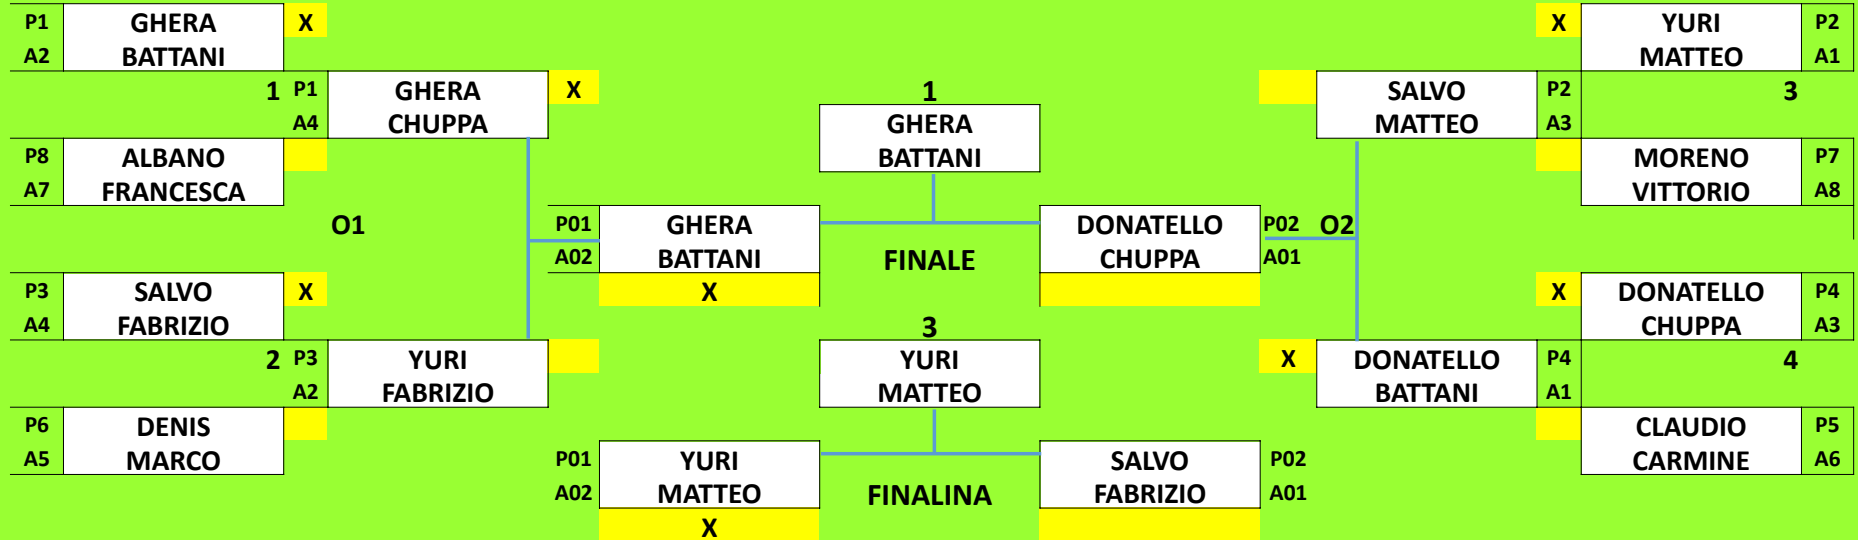 P1 GHERA X X YURI P2
A2 BATTANI MATTEO A1
1 P1 GHERA X 1 SALVO P2 3
A4 CHUPPA GHERA MATTEO A3
P8 ALBANO BATTANI MORENO P7
A7 FRANCESCA VITTORIO A8
O1 P01 GHERA DONATELLO P02 O2
A02 BATTANI FINALE CHUPPA A01
P3 SALVO X X X DONATELLO P4
A4 FABRIZIO 3 CHUPPA A3
2 P3 YURI YURI X DONATELLO P4 4
A2 FABRIZIO MATTEO BATTANI A1
P6 DENIS CLAUDIO P5
A5 MARCO P01 YURI SALVO P02 CARMINE A6
A02 MATTEO FINALINA FABRIZIO A01
X